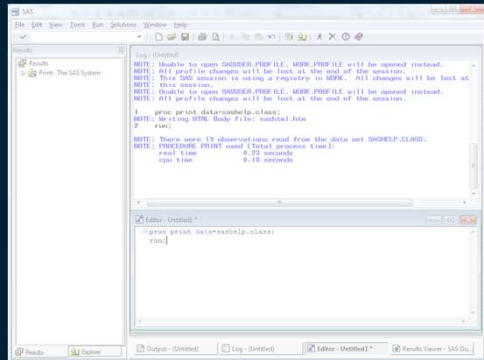 SAS
File Edit View Tools Run Solutions Window Help
Results
Results
Print: The SAS System
Log - (Untitled)
NOTE: Unable to open SASUSER.PROFILE. WORK.PROFILE will be opened instead.
NOTE: All profile changes will be lost at the end of the session.
NOTE: This SAS session is using a registry in WORK. All changes will be lost at
NOTE: this session.
NOTE: Unable to open SASUSER.PROFILE. WORK.PROFILE will be opened instead.
NOTE: All profile changes will be lost at the end of the session.
1 proc print data=sashelp.class;
NOTE: Writing HTML Body file: sashtml.htm
2 run;
NOTE: There were 19 observations read from the data set SASHELP.CLASS.
NOTE: PROCEDURE PRINT used (Total process time):
real time 0.23 seconds
cpu time 0.18 seconds
Editor - Untitled1 *
proc print data=sashelp.class;
run;
Results
Explorer
Output - (Untitled)
Log - (Untitled)
Editor - Untitled1 *
Results Viewer - SAS Ou...